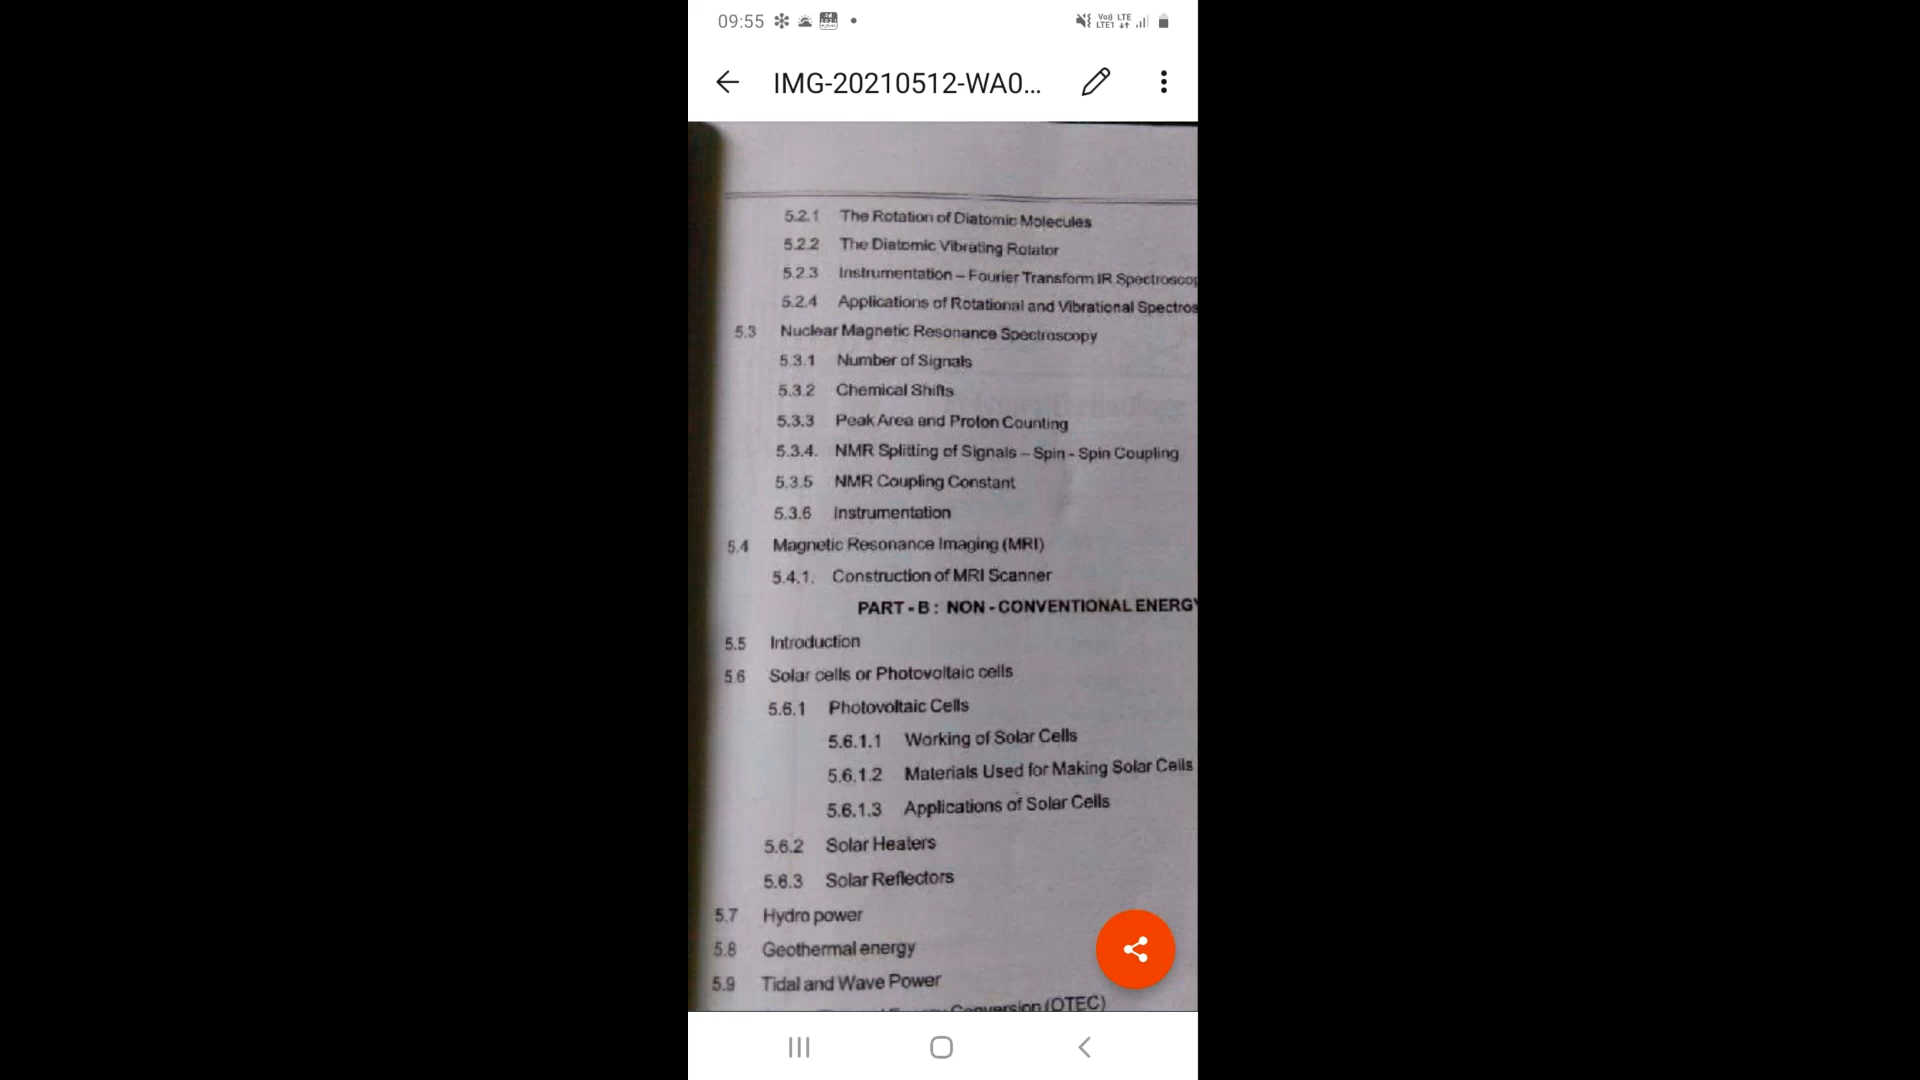 09:55
Vo)) LTE
LTE1
IMG-20210512-WA0...
5.2.1 The Rotation of Diatomic Molecules
5.2.2 The Diatomic Vibrating Rotator
5.2.3 Instrumentation – Fourier Transform IR Spectroscop
5.2.4 Applications of Rotational and Vibrational Spectros
5.3 Nuclear Magnetic Resonance Spectroscopy
5.3.1 Number of Signals
5.3.2 Chemical Shifts
5.3.3 Peak Area and Proton Counting
5.3.4. NMR Splitting of Signals – Spin - Spin Coupling
5.3.5 NMR Coupling Constant
5.3.6 Instrumentation
5.4 Magnetic Resonance Imaging (MRI)
5.4.1. Construction of MRI Scanner
PART - B : NON - CONVENTIONAL ENERGY
5.5 Introduction
5.6 Solar cells or Photovoltaic cells
5.6.1 Photovoltaic Cells
5.6.1.1 Working of Solar Cells
5.6.1.2 Materials Used for Making Solar Cells
5.6.1.3 Applications of Solar Cells
5.6.2 Solar Heaters
5.6.3 Solar Reflectors
5.7 Hydro power
5.8 Geothermal energy
5.9 Tidal and Wave Power
Conversion (OTEC)